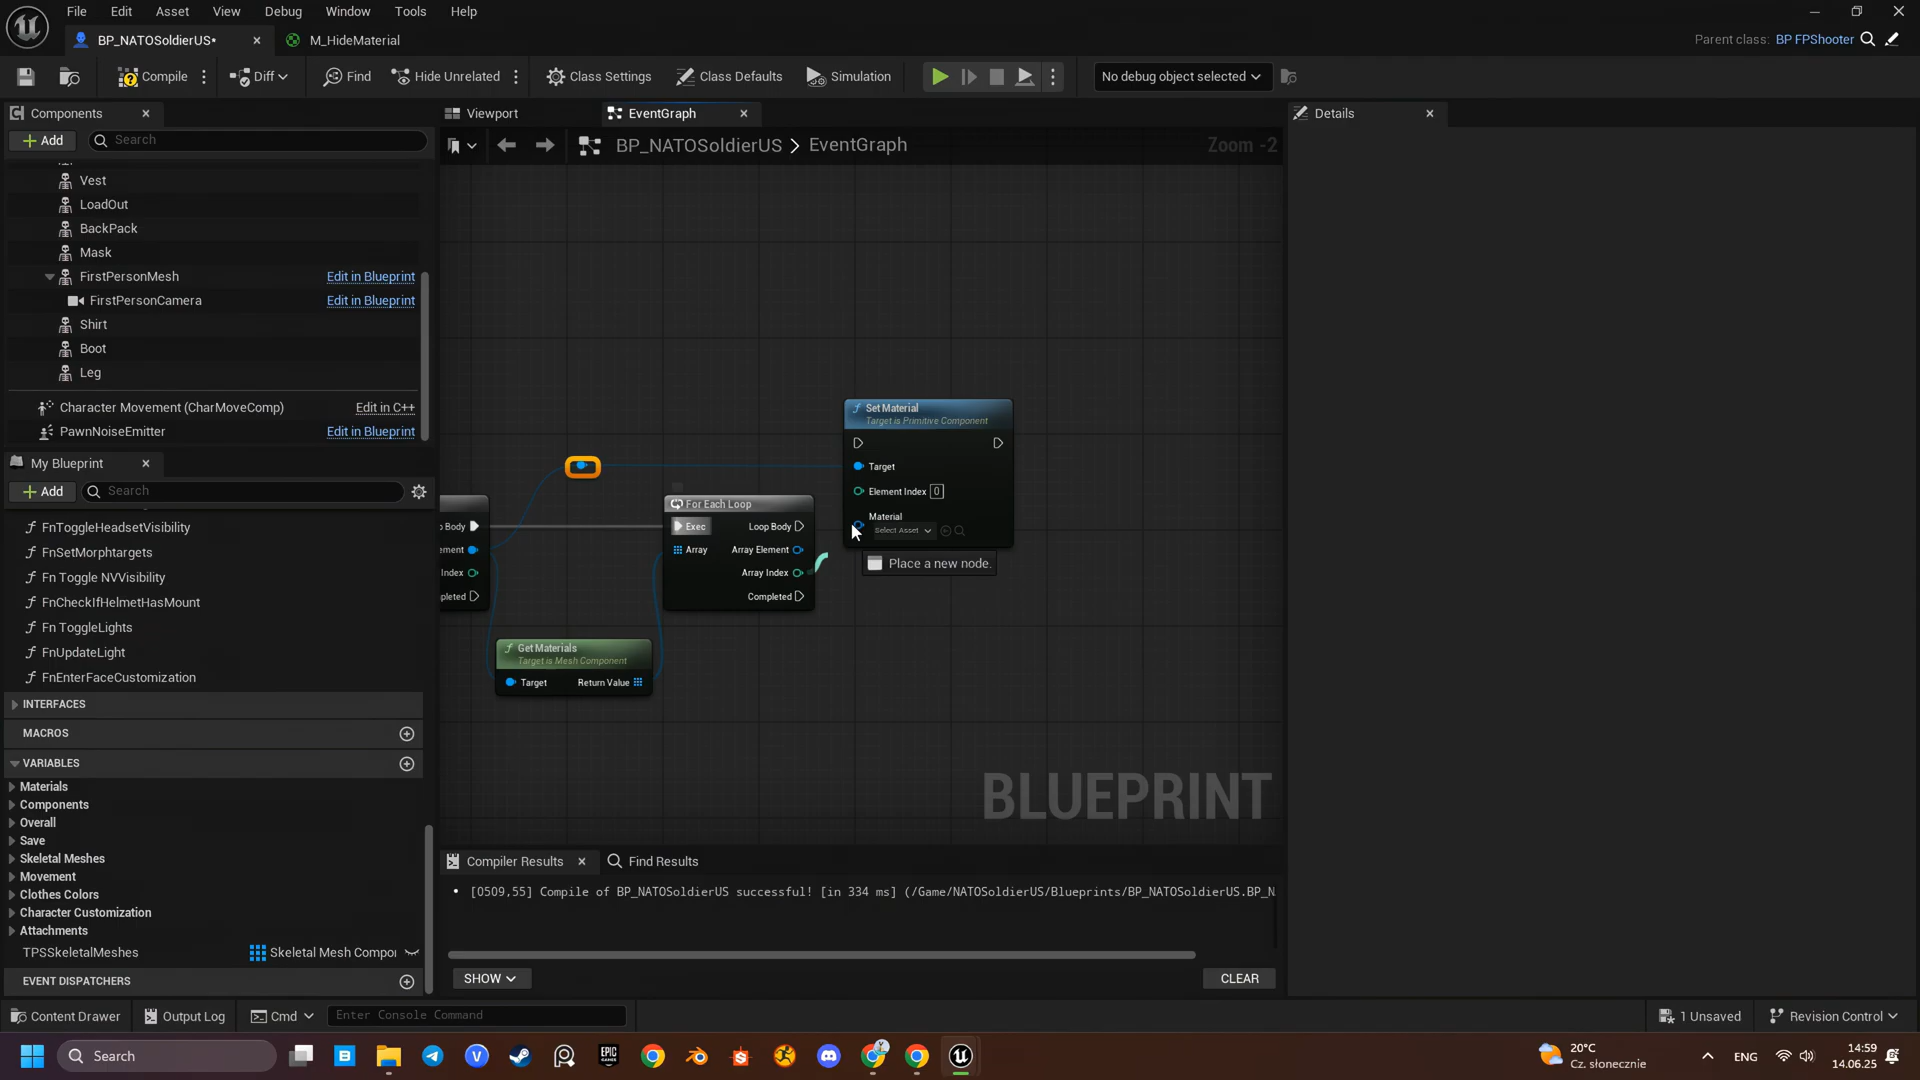 File Edit Asset View Debug Window Tools Help
BP_NATOSoldierUS•
M_HideMaterial
Parent class: BP FPShooter
Compile
Diff
Find
Hide Unrelated
Class Settings
Class Defaults
Simulation
No debug object selected
Components
Add
Search
Vest
LoadOut
BackPack
Mask
FirstPersonMesh Edit in Blueprint
FirstPersonCamera Edit in Blueprint
Shirt
Boot
Leg
Character Movement (CharMoveComp) Edit in C++
PawnNoiseEmitter Edit in Blueprint
My Blueprint
Add
Search
FnToggleHeadsetVisibility
FnSetMorphtargets
Fn Toggle NVVisibility
FnCheckIfHelmetHasMount
Fn ToggleLights
FnUpdateLight
FnEnterFaceCustomization
INTERFACES
MACROS
VARIABLES
Materials
Components
Overall
Save
Skeletal Meshes
Movement
Clothes Colors
Character Customization
Attachments
TPSSkeletalMeshes Skeletal Mesh Compo
EVENT DISPATCHERS
Viewport
EventGraph
BP_NATOSoldierUS > EventGraph
Zoom -2
Set Material
Target is Primitive Component
Target
Element Index 0
Material
Select Asset
Place a new node.
For Each Loop
Exec Loop Body
Array Array Element
Array Index
Completed
p Body
ement
Index
pleted
Get Materials
Target is Mesh Component
Target Return Value
BLUEPRINT
Compiler Results
Find Results
• [0509,55] Compile of BP_NATOSoldierUS successful! [in 334 ms] (/Game/NATOSoldierUS/Blueprints/BP_NATOSoldierUS.BP_N
SHOW
CLEAR
Details
Content Drawer
Output Log
Cmd
Enter Console Command
1 Unsaved
Revision Control
Search
EPIC GAMES
20°C
Cz. słonecznie
ENG
14:59
14.06.25